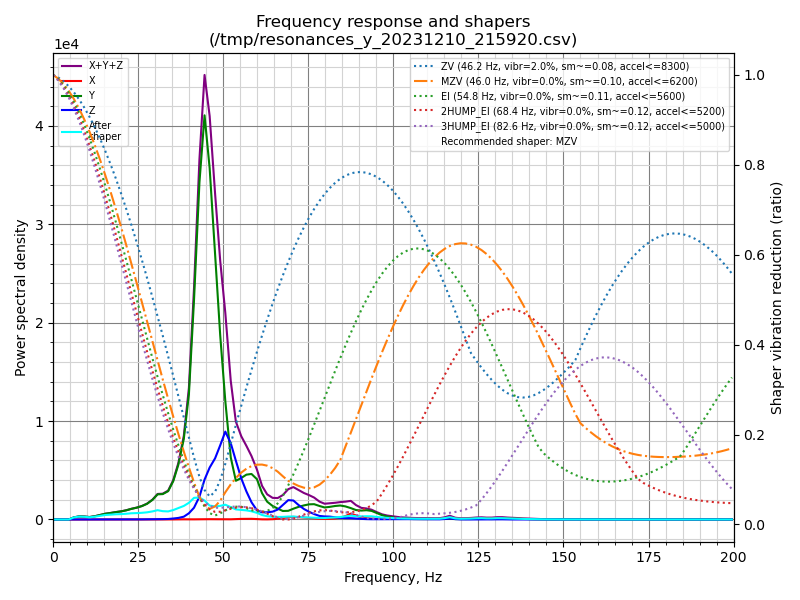 Frequency response and shapers
(/tmp/resonances_y_20231210_215920.csv)
1e4
X+Y+Z
X
Y
Z
After
shaper
ZV (46.2 Hz, vibr=2.0%, sm~=0.08, accel<=8300)
MZV (46.0 Hz, vibr=0.0%, sm~=0.10, accel<=6200)
EI (54.8 Hz, vibr=0.0%, sm~=0.11, accel<=5600)
2HUMP_EI (68.4 Hz, vibr=0.0%, sm~=0.12, accel<=5200)
3HUMP_EI (82.6 Hz, vibr=0.0%, sm~=0.12, accel<=5000)
Recommended shaper: MZV
4
3
2
1
0
Power spectral density
1.0
0.8
0.6
0.4
0.2
0.0
Shaper vibration reduction (ratio)
0 25 50 75 100 125 150 175 200
Frequency, Hz